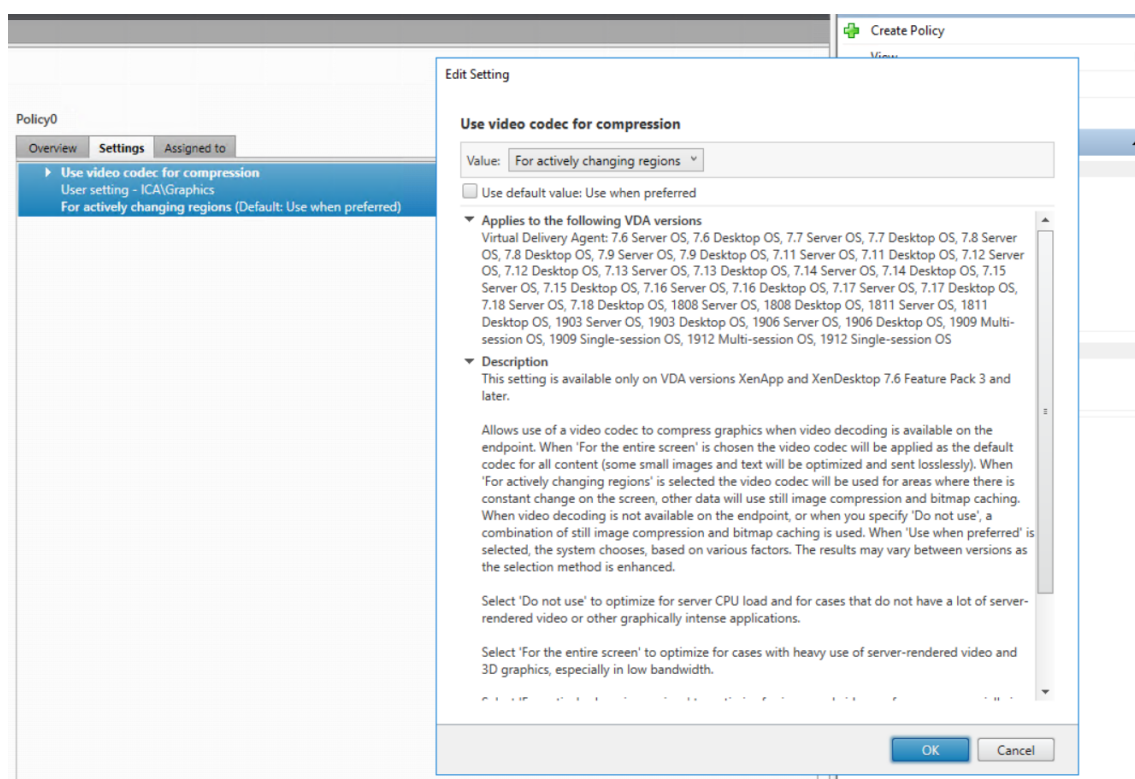 Create Policy
View
Edit Setting
Policy0
Use video codec for compression
Overview Settings Assigned to
Value: For actively changing regions
Use video codec for compression
User setting - ICA\Graphics
For actively changing regions (Default: Use when preferred)
Use default value: Use when preferred
Applies to the following VDA versions
Virtual Delivery Agent: 7.6 Server OS, 7.6 Desktop OS, 7.7 Server OS, 7.7 Desktop OS, 7.8 Server
OS, 7.8 Desktop OS, 7.9 Server OS, 7.9 Desktop OS, 7.11 Server OS, 7.11 Desktop OS, 7.12 Server
OS, 7.12 Desktop OS, 7.13 Server OS, 7.13 Desktop OS, 7.14 Server OS, 7.14 Desktop OS, 7.15
Server OS, 7.15 Desktop OS, 7.16 Server OS, 7.16 Desktop OS, 7.17 Server OS, 7.17 Desktop OS,
7.18 Server OS, 7.18 Desktop OS, 1808 Server OS, 1808 Desktop OS, 1811 Server OS, 1811
Desktop OS, 1903 Server OS, 1903 Desktop OS, 1906 Server OS, 1906 Desktop OS, 1909 Multi-
session OS, 1909 Single-session OS, 1912 Multi-session OS, 1912 Single-session OS
Description
This setting is available only on VDA versions XenApp and XenDesktop 7.6 Feature Pack 3 and
later.
Allows use of a video codec to compress graphics when video decoding is available on the
endpoint. When 'For the entire screen' is chosen the video codec will be applied as the default
codec for all content (some small images and text will be optimized and sent losslessly). When
'For actively changing regions' is selected the video codec will be used for areas where there is
constant change on the screen, other data will use still image compression and bitmap caching.
When video decoding is not available on the endpoint, or when you specify 'Do not use', a
combination of still image compression and bitmap caching is used. When 'Use when preferred' is
selected, the system chooses, based on various factors. The results may vary between versions as
the selection method is enhanced.
Select 'Do not use' to optimize for server CPU load and for cases that do not have a lot of server-
rendered video or other graphically intense applications.
Select 'For the entire screen' to optimize for cases with heavy use of server-rendered video and
3D graphics, especially in low bandwidth.
OK Cancel